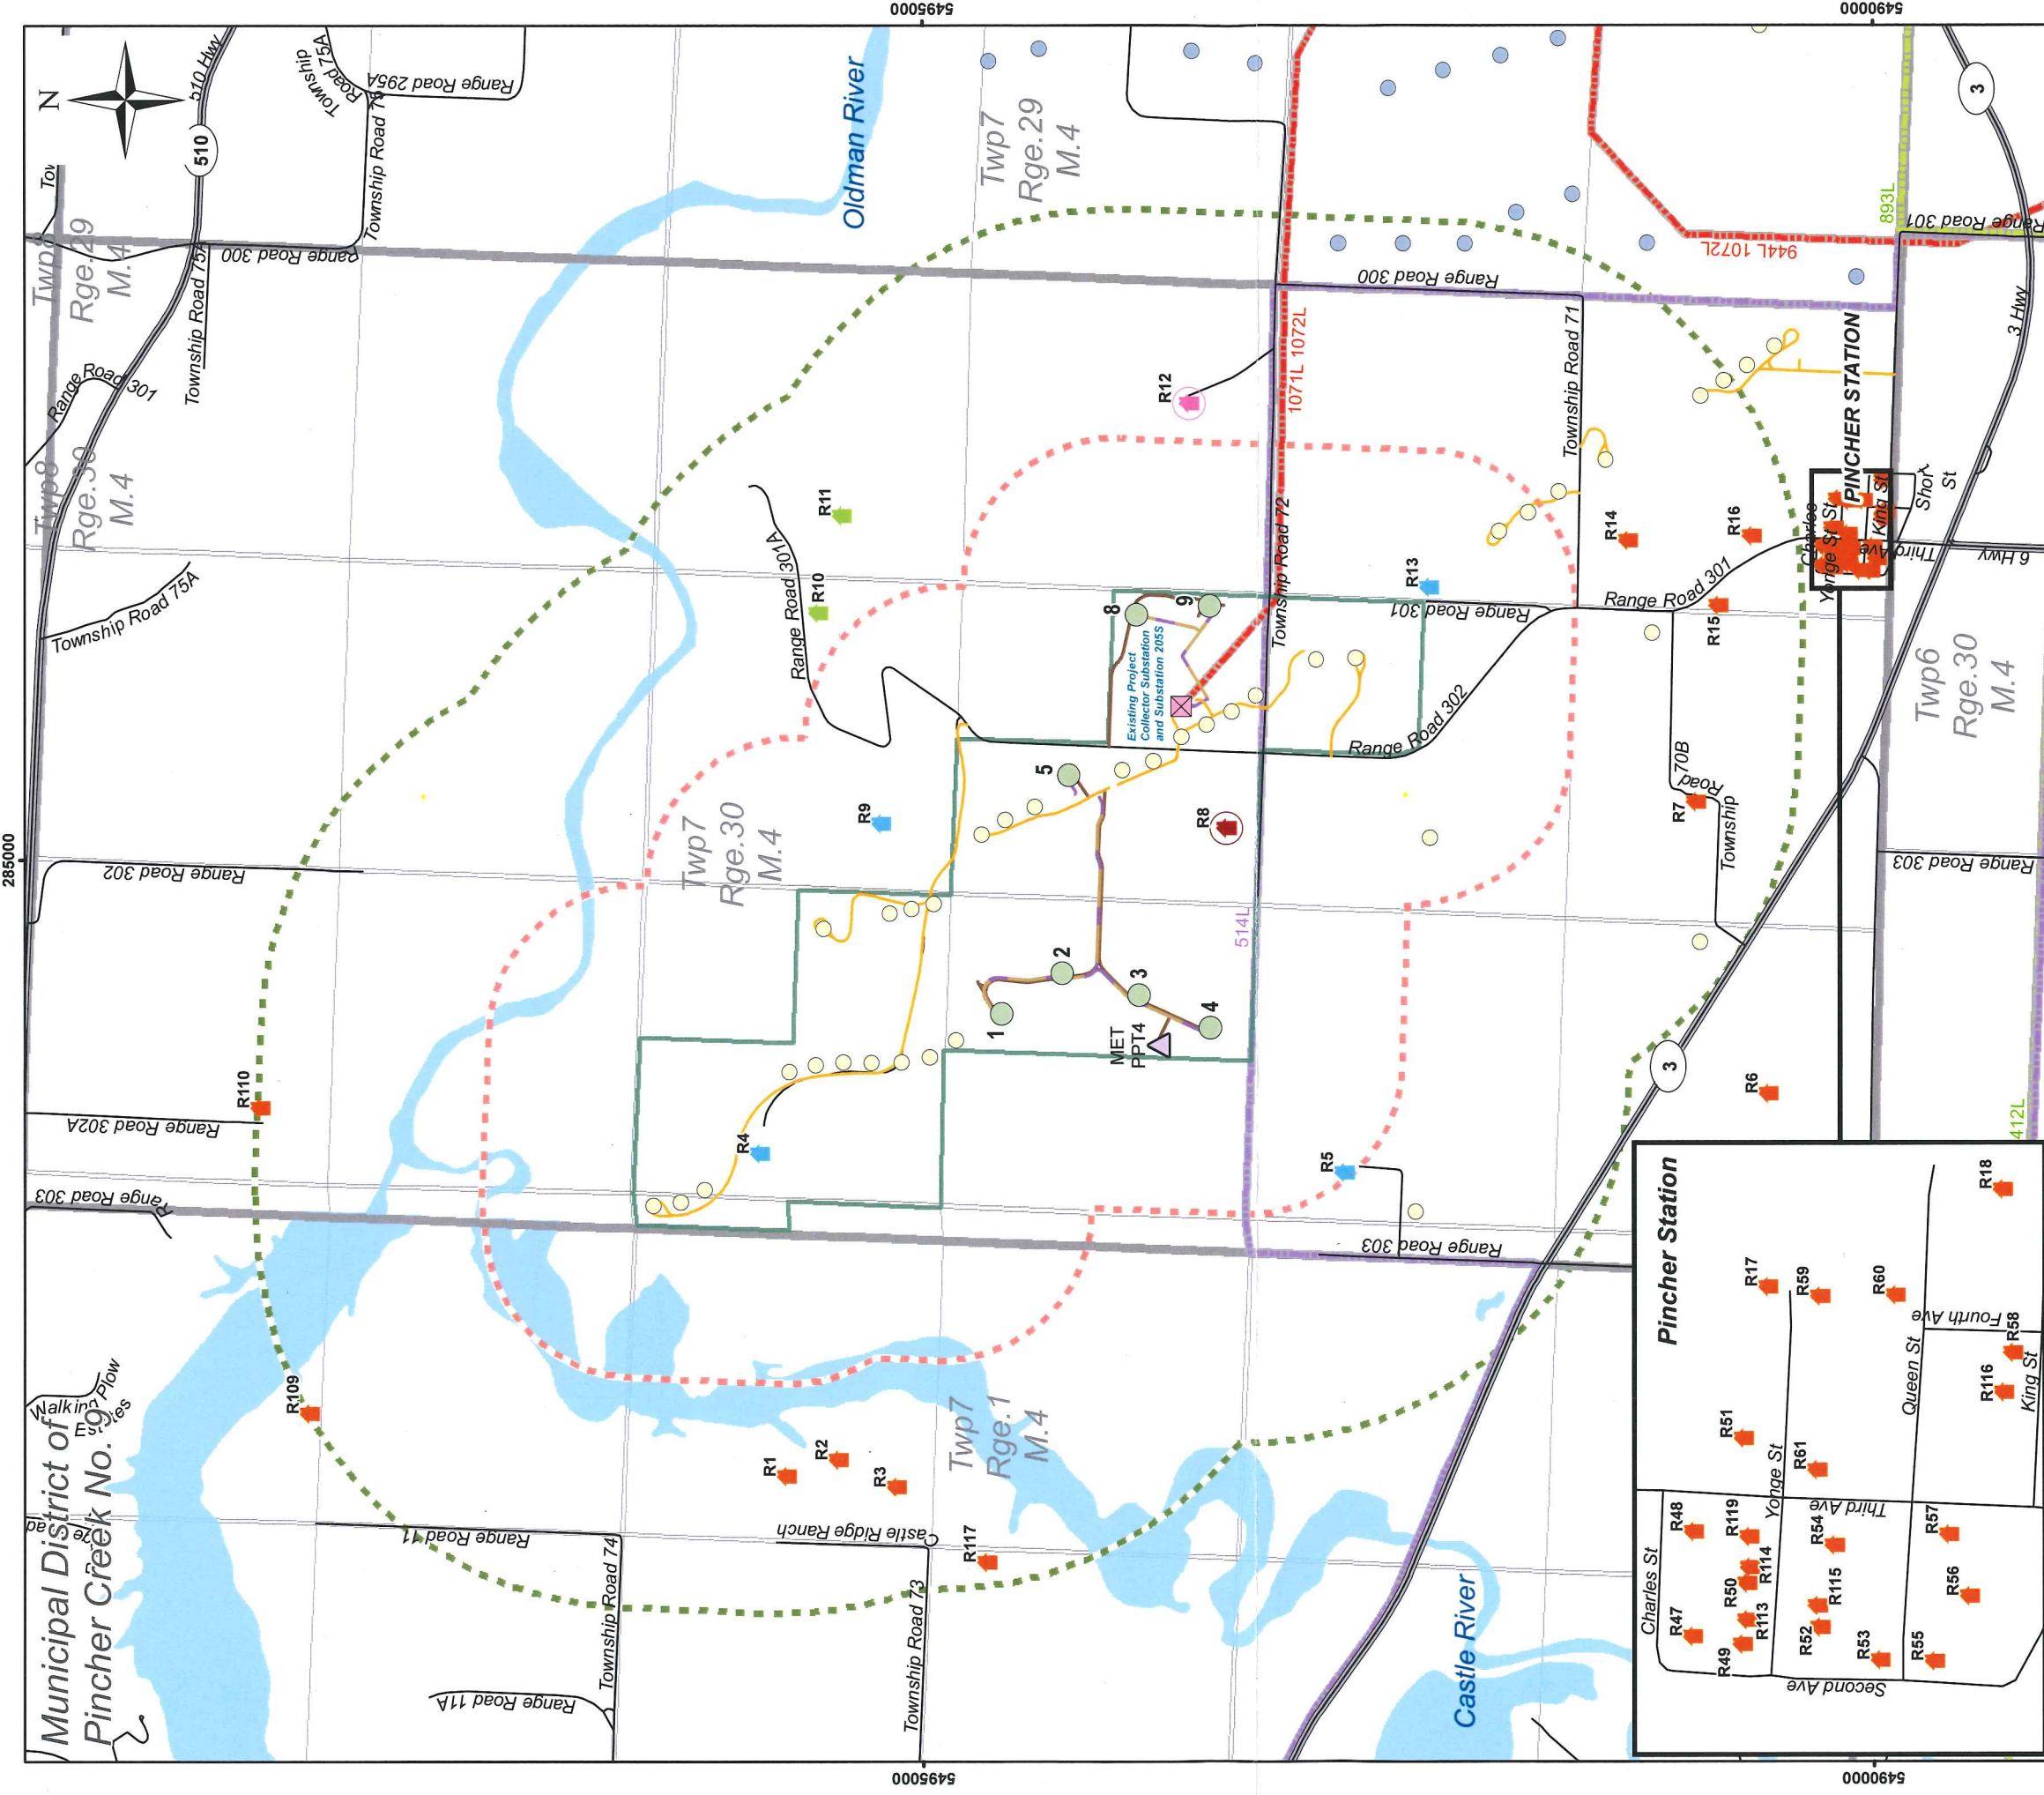 5495000
5490000
N
510 Hwy
510
Township
Road 75A
Range Road 295A
Township Road 75
Oldman River
Twp7
Rge.29
M.4
3
893L
Range Road 301
944L 1072L
Twp8
Rge.29
M.4
Range Road 300
Township Road 75A
Range Road 300
3 Hwy
Range Road 301
Township Road 71
1071L 1072L
PINCHER STATION
R12
Twp8
Rge.30
M.4
R11
R10
Range Road 301A
Township Road 72
R14
R16
R13
Charles
Yonge St
King St
Short
St
Third Ave
6 Hwy
Township Road 75A
8
9
Existing Project
Collector Substation
and Substation 205S
Range Road 301
Range Road 301
R15
Twp6
Rge.30
M.4
Range Road 302
5
R9
R8
Twp7
Rge.30
M.4
R7
Township
Road
70B
285000
Range Road 302
Range Road 303
514L
2
1
3
4
MET
PPT4
3
R6
R110
Range Road 302A
R4
R5
412L
Range Road 303
Range Road 303
Municipal District of
Pincher Creek No. 9
Walking Plow
Estates
R109
R1
R2
R3
Twp7
Rge.1
M.4
Range Road 11
Castle Ridge Ranch
R117
Township Road 74
Township Road 73
Range Road 11A
Castle River
Pincher Station
R18
R17
R59
R60
Fourth Ave
R58
R116
King St
Queen St
R51
R61
Yonge St
Third Ave
R48
R119
R54
R57
Charles St
R114
R50
R115
R56
R47
R113
R49
R52
R53
R55
Second Ave
5495000
5490000